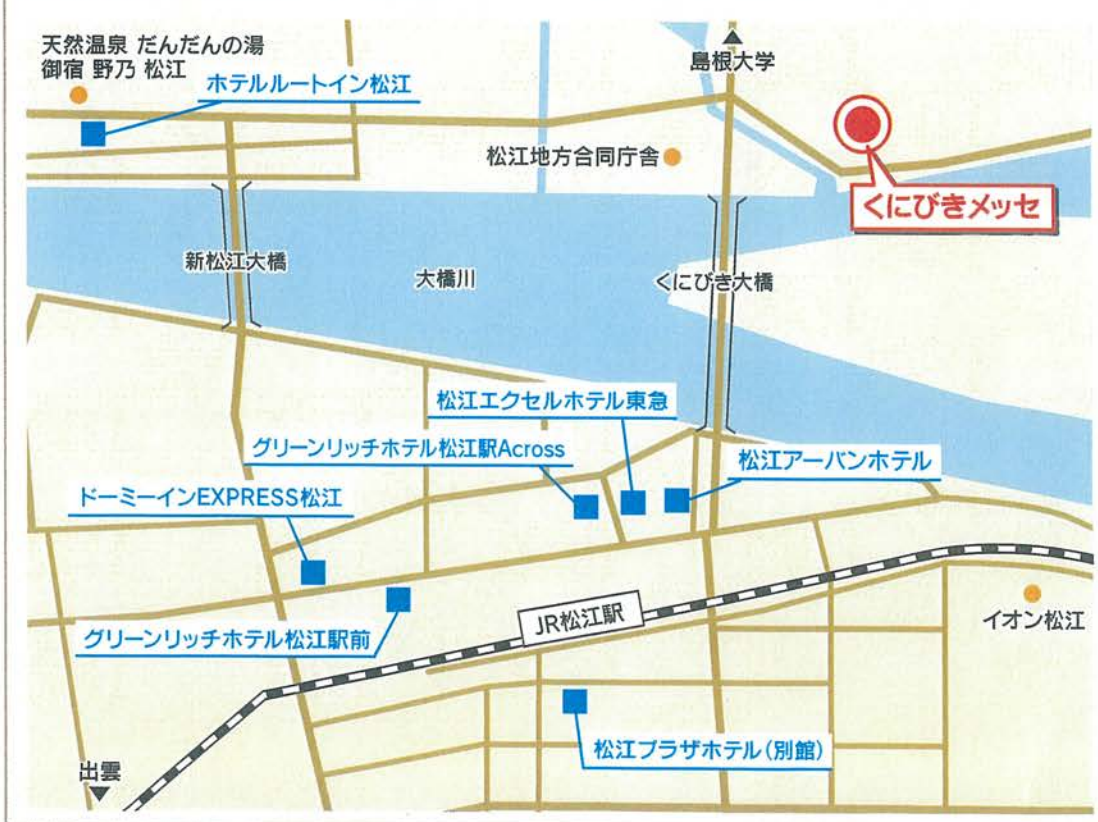 天然温泉 だんだんの湯
御宿 野乃 松江
ホテルルートイン松江
島根大学
松江地方合同庁舎
くにびきメッセ
新松江大橋
大橋川
くにびき大橋
松江エクセルホテル東急
グリーンリッチホテル松江駅Across
松江アーバンホテル
ドーミーインEXPRESS松江
JR松江駅
イオン松江
グリーンリッチホテル松江駅前
松江プラザホテル(別館)
出雲